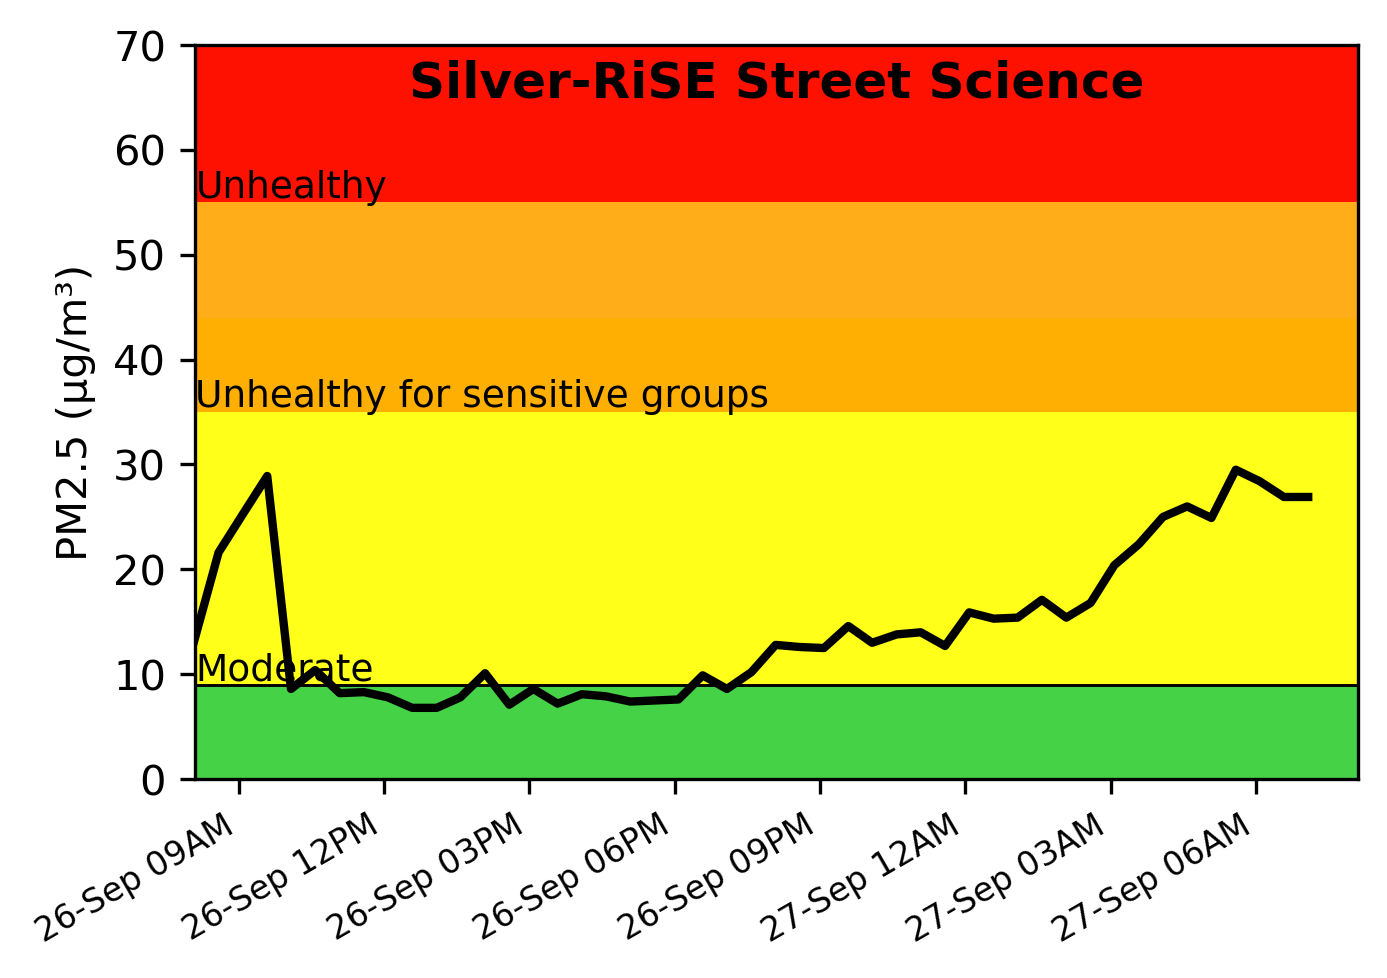 Silver-RiSE Street Science
70
60
Unhealthy
50
40
Unhealthy for sensitive groups
30
20
Moderate
10
0
PM2.5 (µg/m³)
26-Sep 09AM
26-Sep 12PM
26-Sep 03PM
26-Sep 06PM
26-Sep 09PM
27-Sep 12AM
27-Sep 03AM
27-Sep 06AM